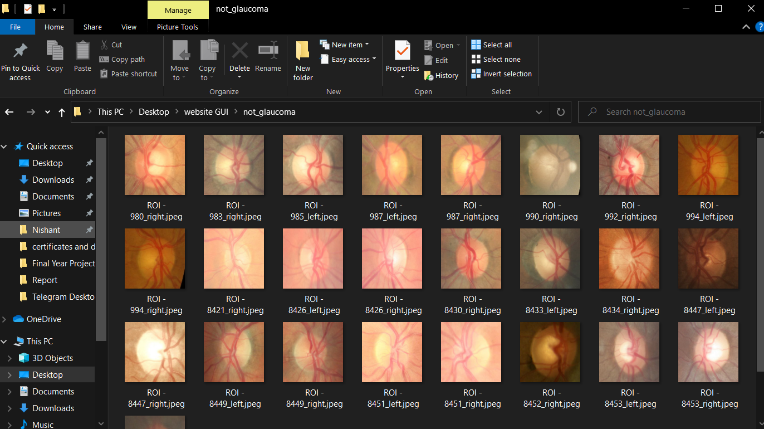 Manage
not_glaucoma
File
Home
Share
View
Picture Tools
Pin to Quick access
Copy
Paste
Cut
Copy path
Paste shortcut
Clipboard
Move to
Copy to
Delete
Rename
Organize
New folder
New item
Easy access
New
Properties
Open
Edit
History
Open
Select all
Select none
Invert selection
Select
This PC > Desktop > website GUI > not_glaucoma
Search not_glaucoma
Quick access
Desktop
Downloads
Documents
Pictures
Nishant
certificates and d
Final Year Project
Report
Telegram Deskto
OneDrive
This PC
3D Objects
Desktop
Documents
Downloads
Music
ROI - 980_right.jpeg
ROI - 983_right.jpeg
ROI - 985_left.jpeg
ROI - 987_left.jpeg
ROI - 987_right.jpeg
ROI - 990_right.jpeg
ROI - 992_right.jpeg
ROI - 994_left.jpeg
ROI - 994_right.jpeg
ROI - 8421_right.jpeg
ROI - 8426_left.jpeg
ROI - 8426_right.jpeg
ROI - 8430_right.jpeg
ROI - 8433_left.jpeg
ROI - 8434_right.jpeg
ROI - 8447_left.jpeg
ROI - 8447_right.jpeg
ROI - 8449_left.jpeg
ROI - 8449_right.jpeg
ROI - 8451_left.jpeg
ROI - 8451_right.jpeg
ROI - 8452_right.jpeg
ROI - 8453_left.jpeg
ROI - 8453_right.jpeg